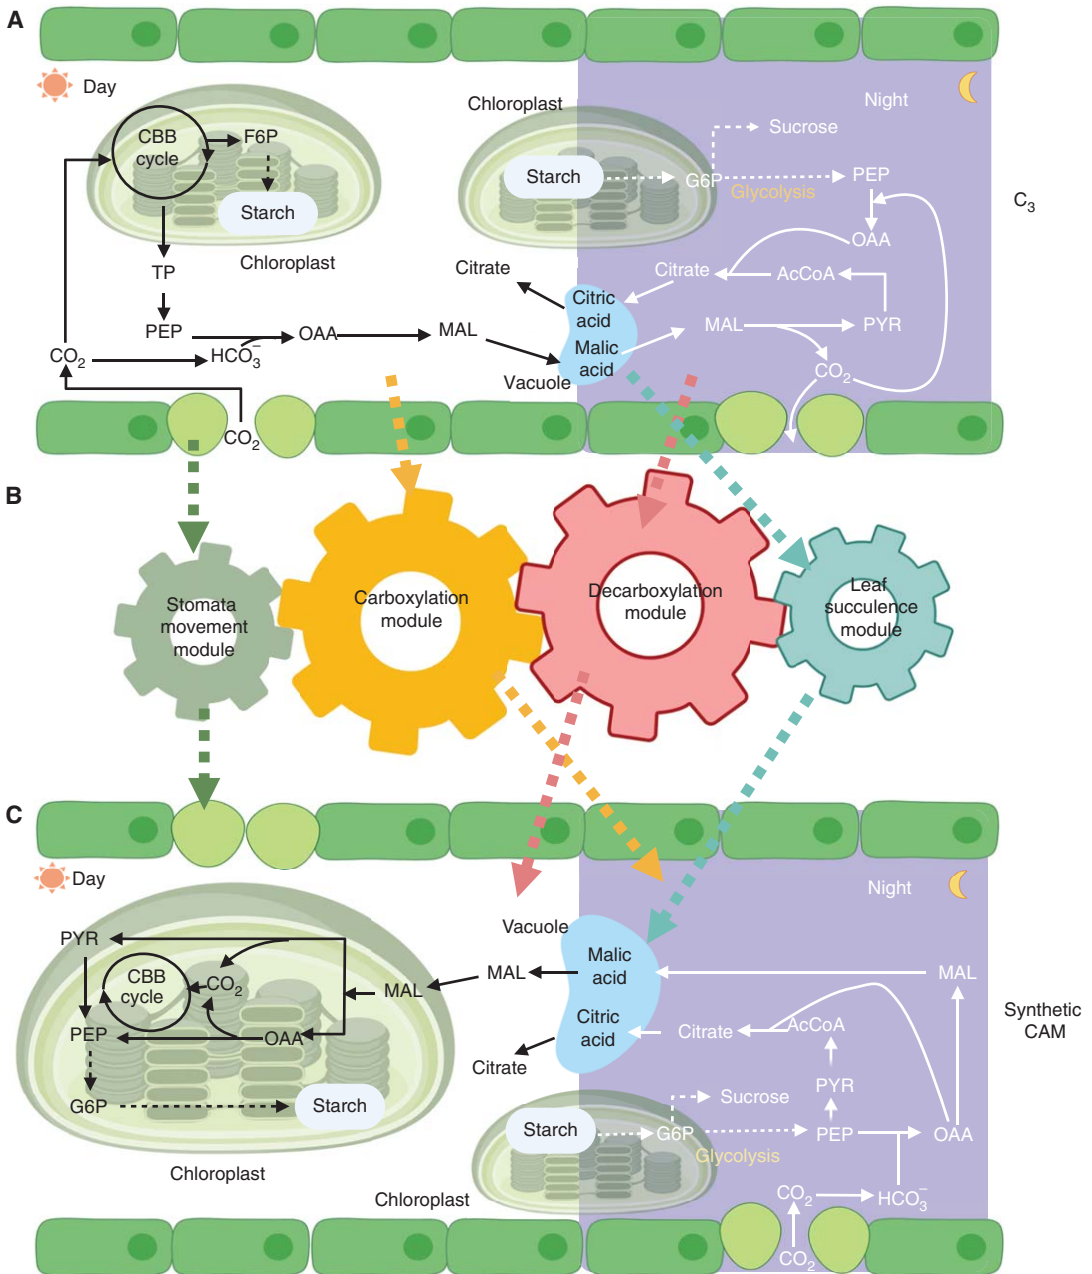 A
Day
Night
C3
CBB
cycle
F6P
Starch
Chloroplast
TP
PEP
CO2
HCO3−
OAA
MAL
CO2
Chloroplast
Starch
G6P
Sucrose
Glycolysis
PEP
OAA
Citrate
Citrate
AcCoA
Citric
acid
Malic
acid
Vacuole
MAL
PYR
CO2
B
Stomata
movement
module
Carboxylation
module
Decarboxylation
module
Leaf
succulence
module
C
Day
Night
Synthetic
CAM
PYR
CBB
cycle
CO2
PEP
OAA
G6P
Starch
Chloroplast
MAL
MAL
Vacuole
Malic
acid
Citric
acid
Citrate
MAL
Citrate
AcCoA
PYR
Sucrose
Starch
G6P
Glycolysis
PEP
OAA
Chloroplast
CO2
HCO3−
CO2